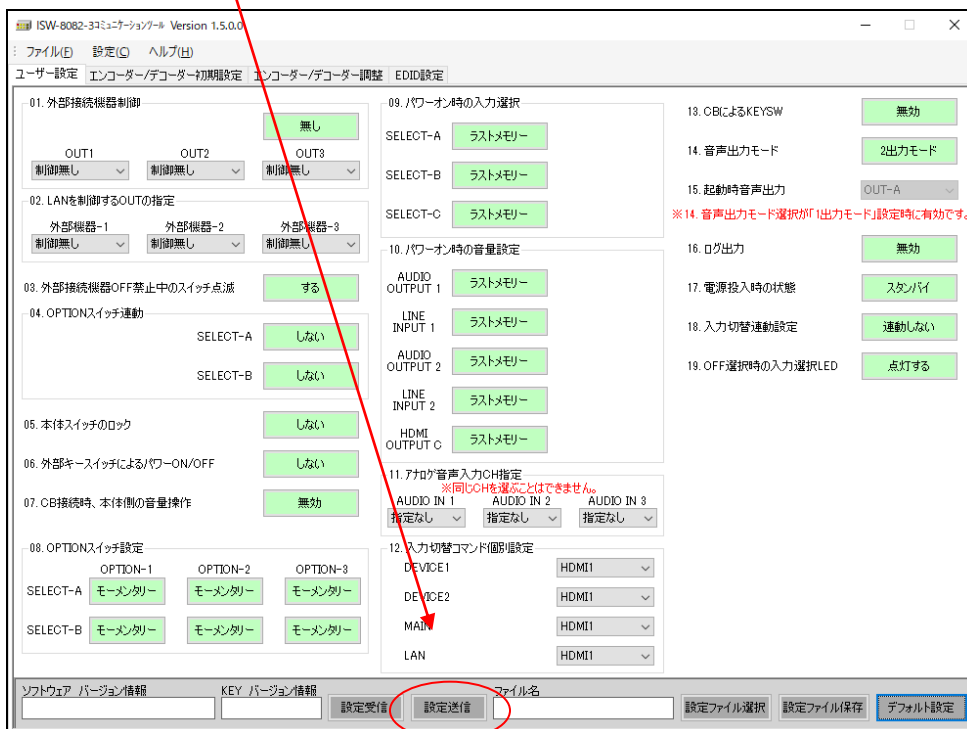 ISW-8082-3コミュニケーションツール Version 1.5.0.0
ファイル(F) 設定(C) ヘルプ(H)
ユーザー設定 エンコーダー/デコーダー初期設定 エンコーダー/デコーダー調整 EDID設定
01. 外部接続機器制御
無し
OUT1 OUT2 OUT3
制御無し 制御無し 制御無し
02. LANを制御するOUTの指定
外部機器-1 外部機器-2 外部機器-3
制御無し 制御無し 制御無し
03. 外部接続機器OFF禁止中のスイッチ点滅 する
04. OPTIONスイッチ連動
SELECT-A しない
SELECT-B しない
05. 本体スイッチのロック しない
06. 外部キースイッチによるパワーON/OFF しない
07. CB接続時、本体側の音量操作 無効
08. OPTIONスイッチ設定
OPTION-1 OPTION-2 OPTION-3
SELECT-A モーメンタリー モーメンタリー モーメンタリー
SELECT-B モーメンタリー モーメンタリー モーメンタリー
09. パワーオン時の入力選択
SELECT-A ラストメモリー
SELECT-B ラストメモリー
SELECT-C ラストメモリー
10. パワーオン時の音量設定
AUDIO
OUTPUT 1 ラストメモリー
LINE
INPUT 1 ラストメモリー
AUDIO
OUTPUT 2 ラストメモリー
LINE
INPUT 2 ラストメモリー
HDMI
OUTPUT C ラストメモリー
11. アナログ音声入力CH指定
※同じCHを選ぶことはできません。
AUDIO IN 1 AUDIO IN 2 AUDIO IN 3
指定なし 指定なし 指定なし
12. 入力切替コマンド個別設定
DEVICE1 HDMI1
DEVICE2 HDMI1
MAIN HDMI1
LAN HDMI1
13. CBによるKEYSW 無効
14. 音声出力モード 2出力モード
15. 起動時音声出力 OUT-A
※14. 音声出力モード選択が「1出力モード」設定時に有効です。
16. ログ出力 無効
17. 電源投入時の状態 スタンバイ
18. 入力切替連動設定 連動しない
19. OFF選択時の入力選択LED 点灯する
ソフトウェア バージョン情報 KEY バージョン情報 ファイル名
設定受信 設定送信 設定ファイル選択 設定ファイル保存 デフォルト設定